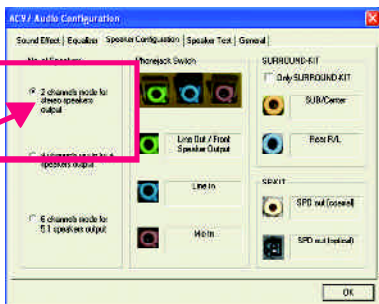 AC97 Audio Configuration
Sound Effect | Equalizer | Speaker Configuration | Speaker Test | General
No. of Speakers
2 channels mode for
stereo speakers
output
speakers output
6 channels mode for
5.1 speakers output
Phonejack Switch
Line Out / Front
Speaker Output
Line In
Mic In
SURROUND-KIT
Only SURROUND-KIT
SUB/Center
Rear R/L
SPKIT
SPD out (coaxial)
SPD out (optical)
OK